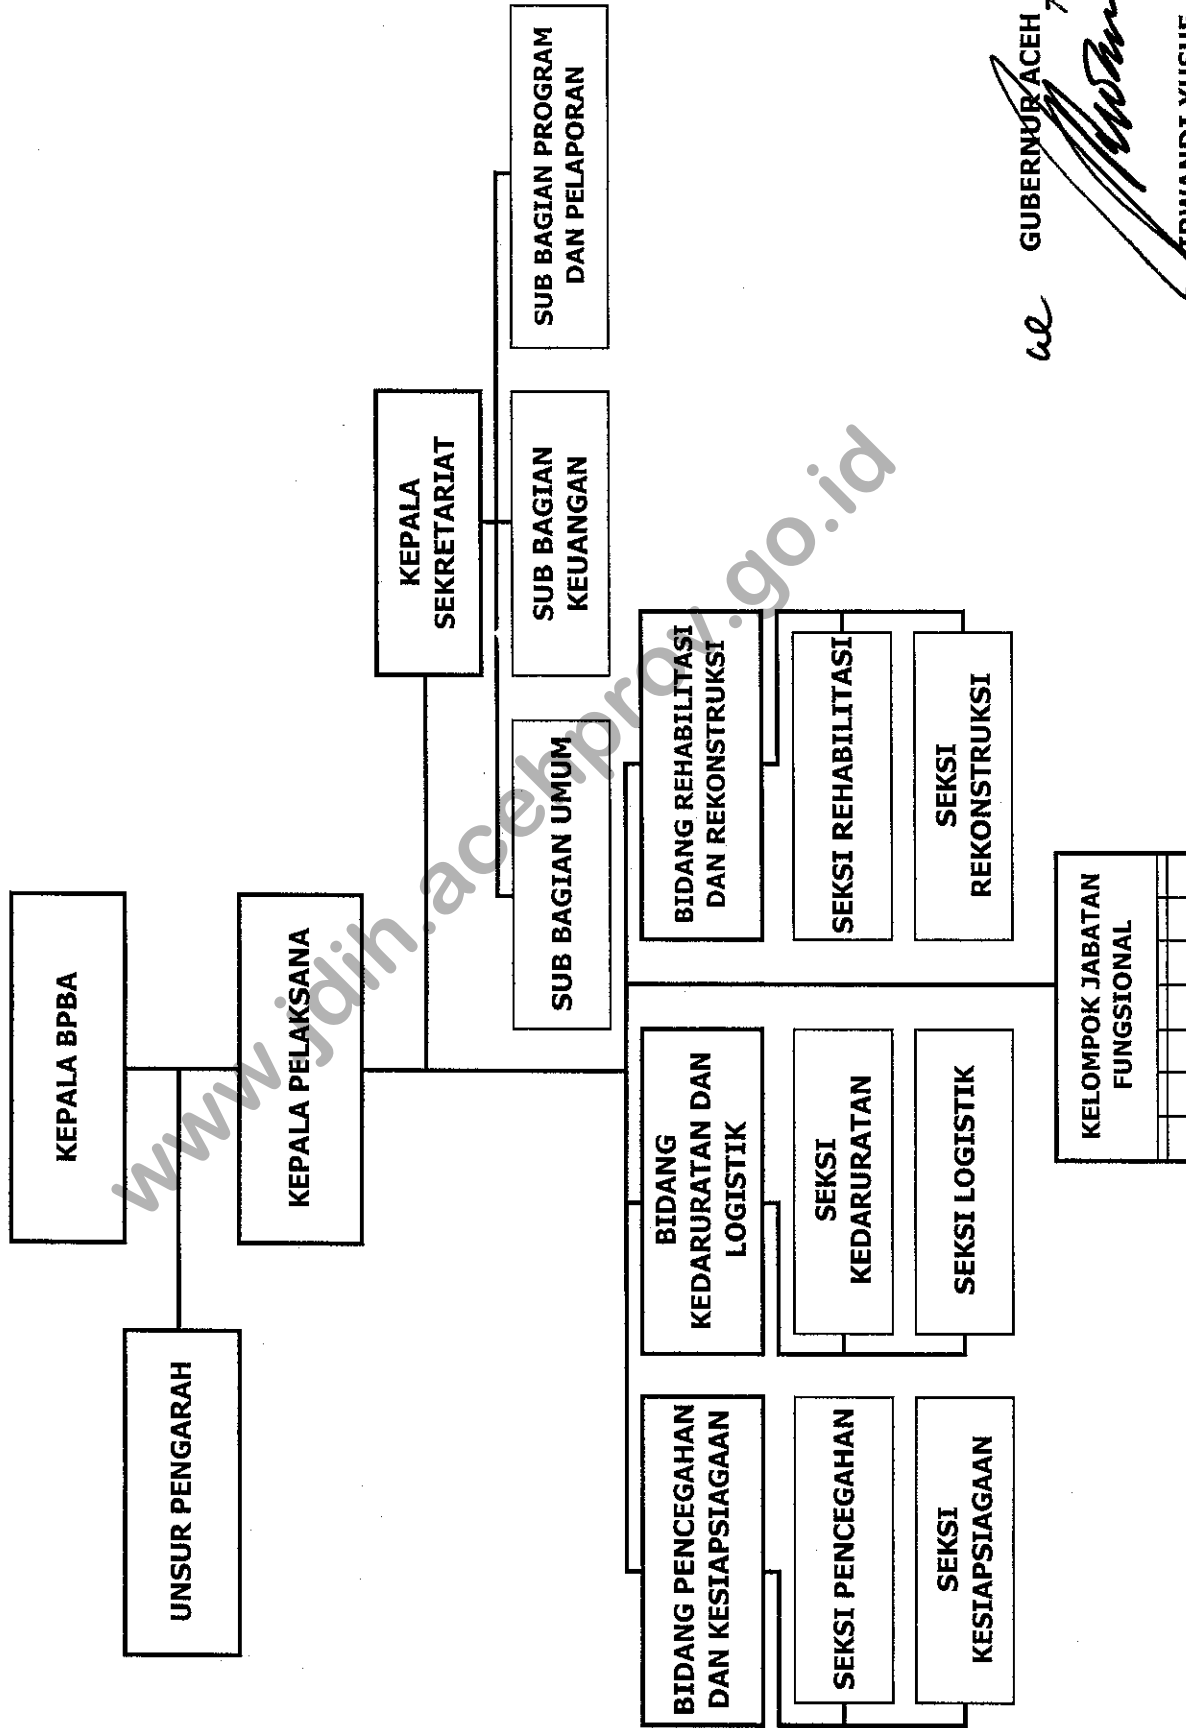 KEPALA BPBA
UNSUR PENGARAH
KEPALA PELAKSANA
KEPALA
SEKRETARIAT
SUB BAGIAN UMUM
SUB BAGIAN
KEUANGAN
SUB BAGIAN PROGRAM
DAN PELAPORAN
BIDANG PENCEGAHAN
DAN KESIAPSIAGAAN
BIDANG
KEDARURATAN DAN
LOGISTIK
BIDANG REHABILITASI
DAN REKONSTRUKSI
SEKSI PENCEGAHAN
SEKSI
KEDARURATAN
SEKSI REHABILITASI
SEKSI
KESIAPSIAGAAN
SEKSI LOGISTIK
SEKSI
REKONSTRUKSI
KELOMPOK JABATAN
FUNGSIONAL
GUBERNUR ACEH
IRWANDI YUSUF
www.jdih.acehprov.go.id